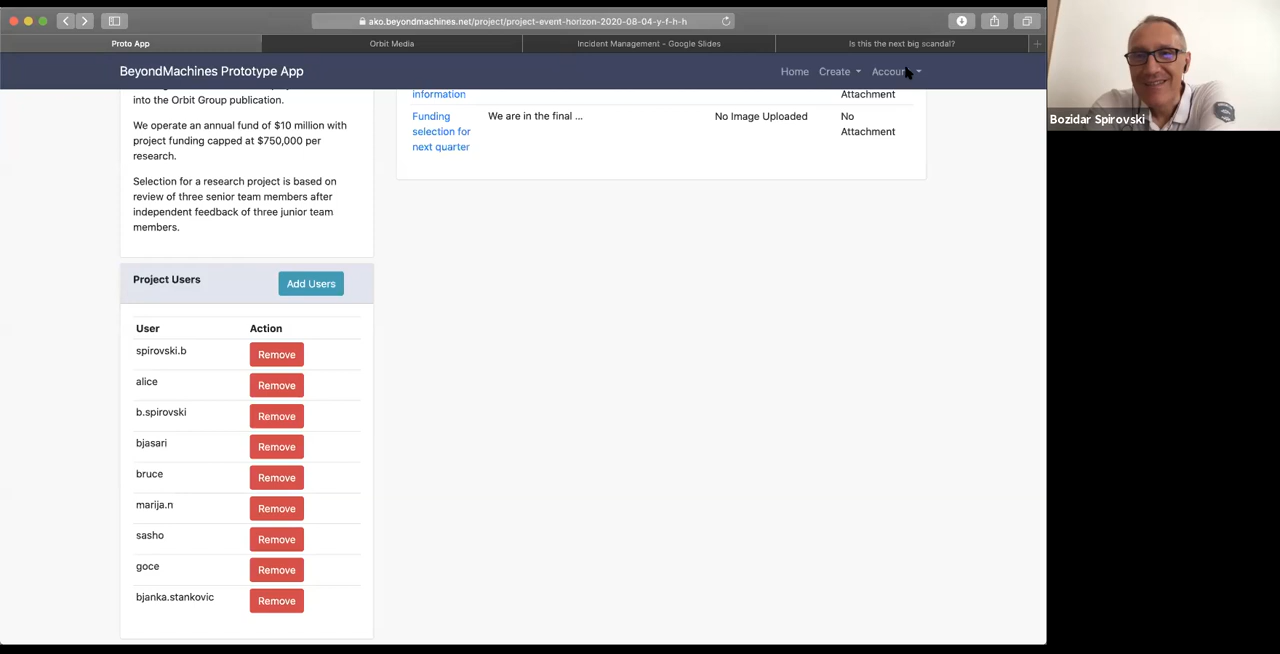 ako.beyondmachines.net/project/project-event-horizon-2020-08-04-y-f-h-h
Proto App
Orbit Media
Incident Management - Google Slides
Is this the next big scandal?
BeyondMachines Prototype App
Home
Create
Account
into the Orbit Group publication.
We operate an annual fund of $10 million with
project funding capped at $750,000 per
research.
Selection for a research project is based on
review of three senior team members after
independent feedback of three junior team
members.
information
Attachment
Funding
selection for
next quarter
We are in the final ...
No Image Uploaded
No
Attachment
Project Users
Add Users
User Action
spirovski.b Remove
alice Remove
b.spirovski Remove
bjasari Remove
bruce Remove
marija.n Remove
sasho Remove
goce Remove
bjanka.stankovic Remove
Bozidar Spirovski